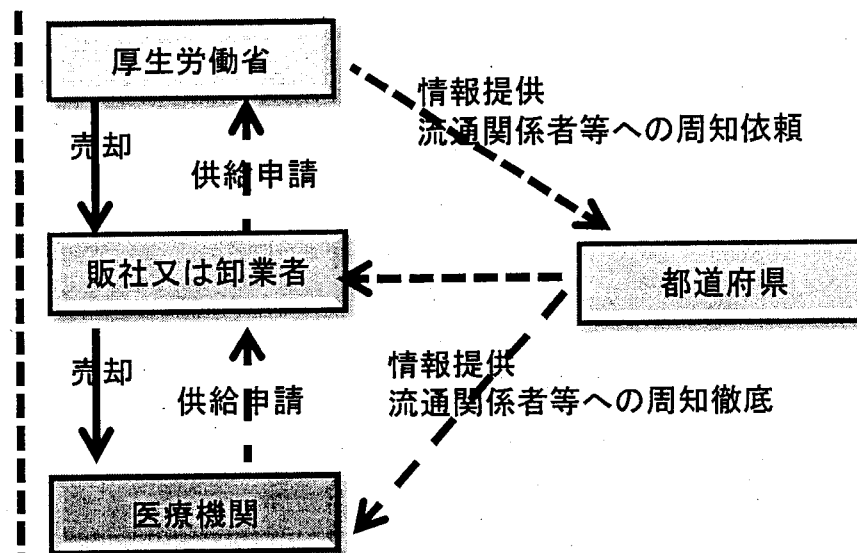 厚生労働省
情報提供
流通関係者等への周知依頼
売却
供給申請
販社又は卸業者
都道府県
売却
供給申請
情報提供
流通関係者等への周知徹底
医療機関